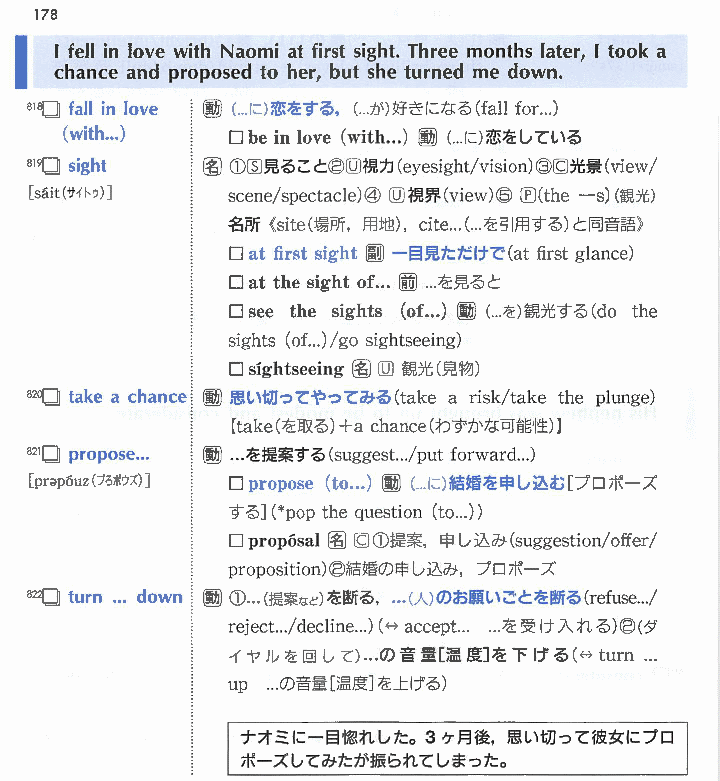 178
I fell in love with Naomi at first sight. Three months later, I took a
chance and proposed to her, but she turned me down.
818□ fall in love 動 (…に)恋をする, (…が)好きになる(fall for…)
(with…) □ be in love (with…) 動 (…に)恋をしている
819□ sight 名 ①Ⓢ見ること②Ⓤ視力(eyesight/vision)③Ⓒ光景(view/
[sáit(サイトゥ)] scene/spectacle)④ Ⓤ視界(view)⑤ Ⓟ(the ―s)(観光)
名所《site(場所, 用地), cite…(…を引用する)と同音語》
□ at first sight 副 一目見ただけで(at first glance)
□ at the sight of… 前 …を見ると
□ see the sights (of…) 動 (…を)観光する(do the
sights (of…)/go sightseeing)
□ síghtseeing 名 Ⓤ 観光(見物)
820□ take a chance 動 思い切ってやってみる(take a risk/take the plunge)
【take(を取る)+a chance(わずかな可能性)】
821□ propose… 動 …を提案する(suggest…/put forward…)
[prəpóuz(プろポウズ)] □ propose (to…) 動 (…に)結婚を申し込む[プロポーズ
する](*pop the question (to…))
□ propósal 名 Ⓒ①提案, 申し込み(suggestion/offer/
proposition)②結婚の申し込み, プロポーズ
822□ turn … down 動 ①…(提案など)を断る, …(人)のお願いごとを断る(refuse…/
reject…/decline…)(↔ accept… …を受け入れる)②(ダ
イヤルを回して)…の音量[温度]を下げる(↔ turn …
up …の音量[温度]を上げる)
ナオミに一目惚れした。3ヶ月後, 思い切って彼女にプロ
ポーズしてみたが振られてしまった。